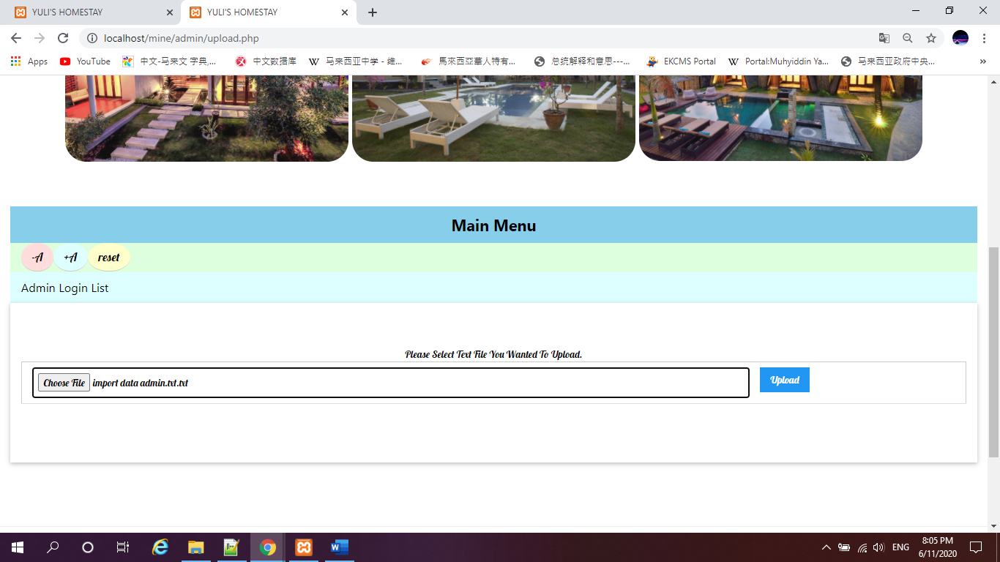 YULI'S HOMESTAY
YULI'S HOMESTAY
localhost/mine/admin/upload.php
Apps
YouTube
中文-马来文 字典,...
中文数据库
马来西亚中学 - 维...
馬來西亞華人特有...
总统解释和意思---...
EKCMS Portal
Portal:Muhyiddin Ya...
马来西亚政府中央...
»
Main Menu
-A
+A
reset
Admin Login List
Please Select Text File You Wanted To Upload.
Choose File import data admin.txt.txt
Upload
ENG
8:05 PM
6/11/2020